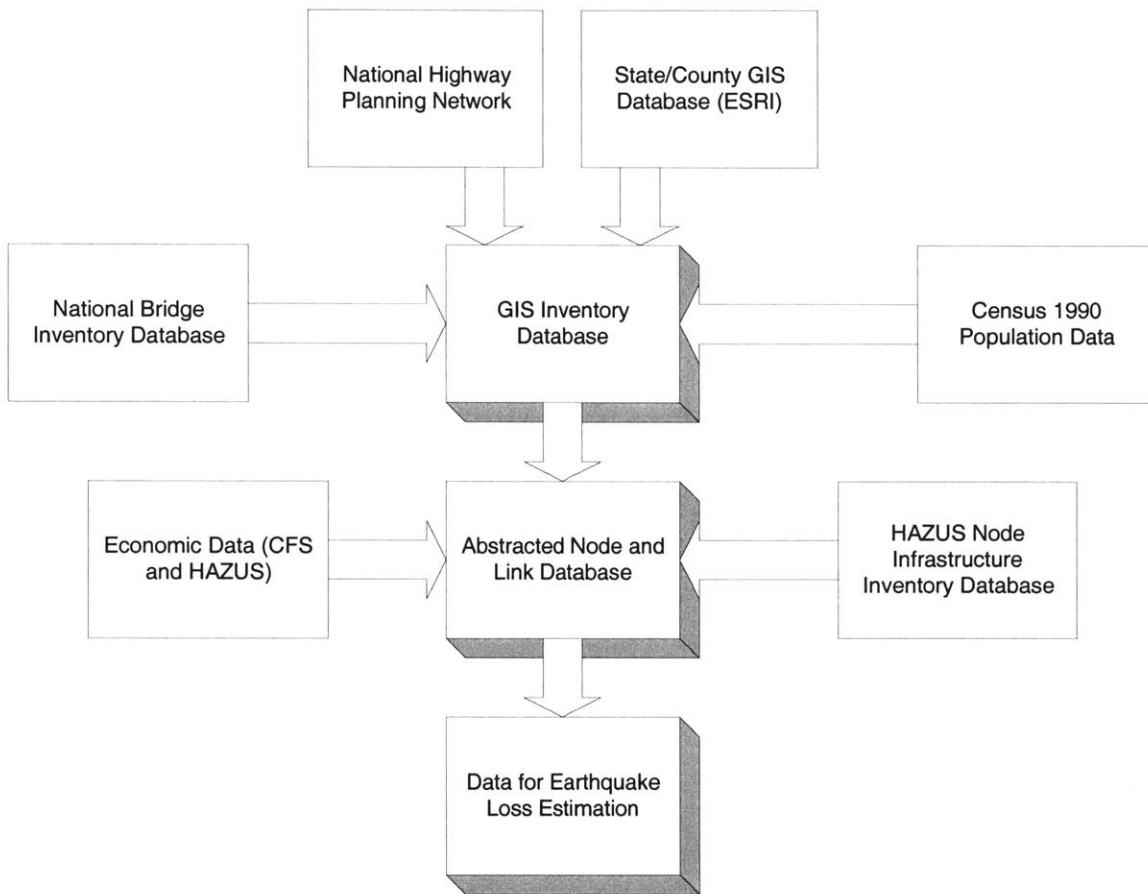 National Highway
Planning Network
State/County GIS
Database (ESRI)
National Bridge
Inventory Database
GIS Inventory
Database
Census 1990
Population Data
Economic Data (CFS
and HAZUS)
Abstracted Node and
Link Database
HAZUS Node
Infrastructure
Inventory Database
Data for Earthquake
Loss Estimation